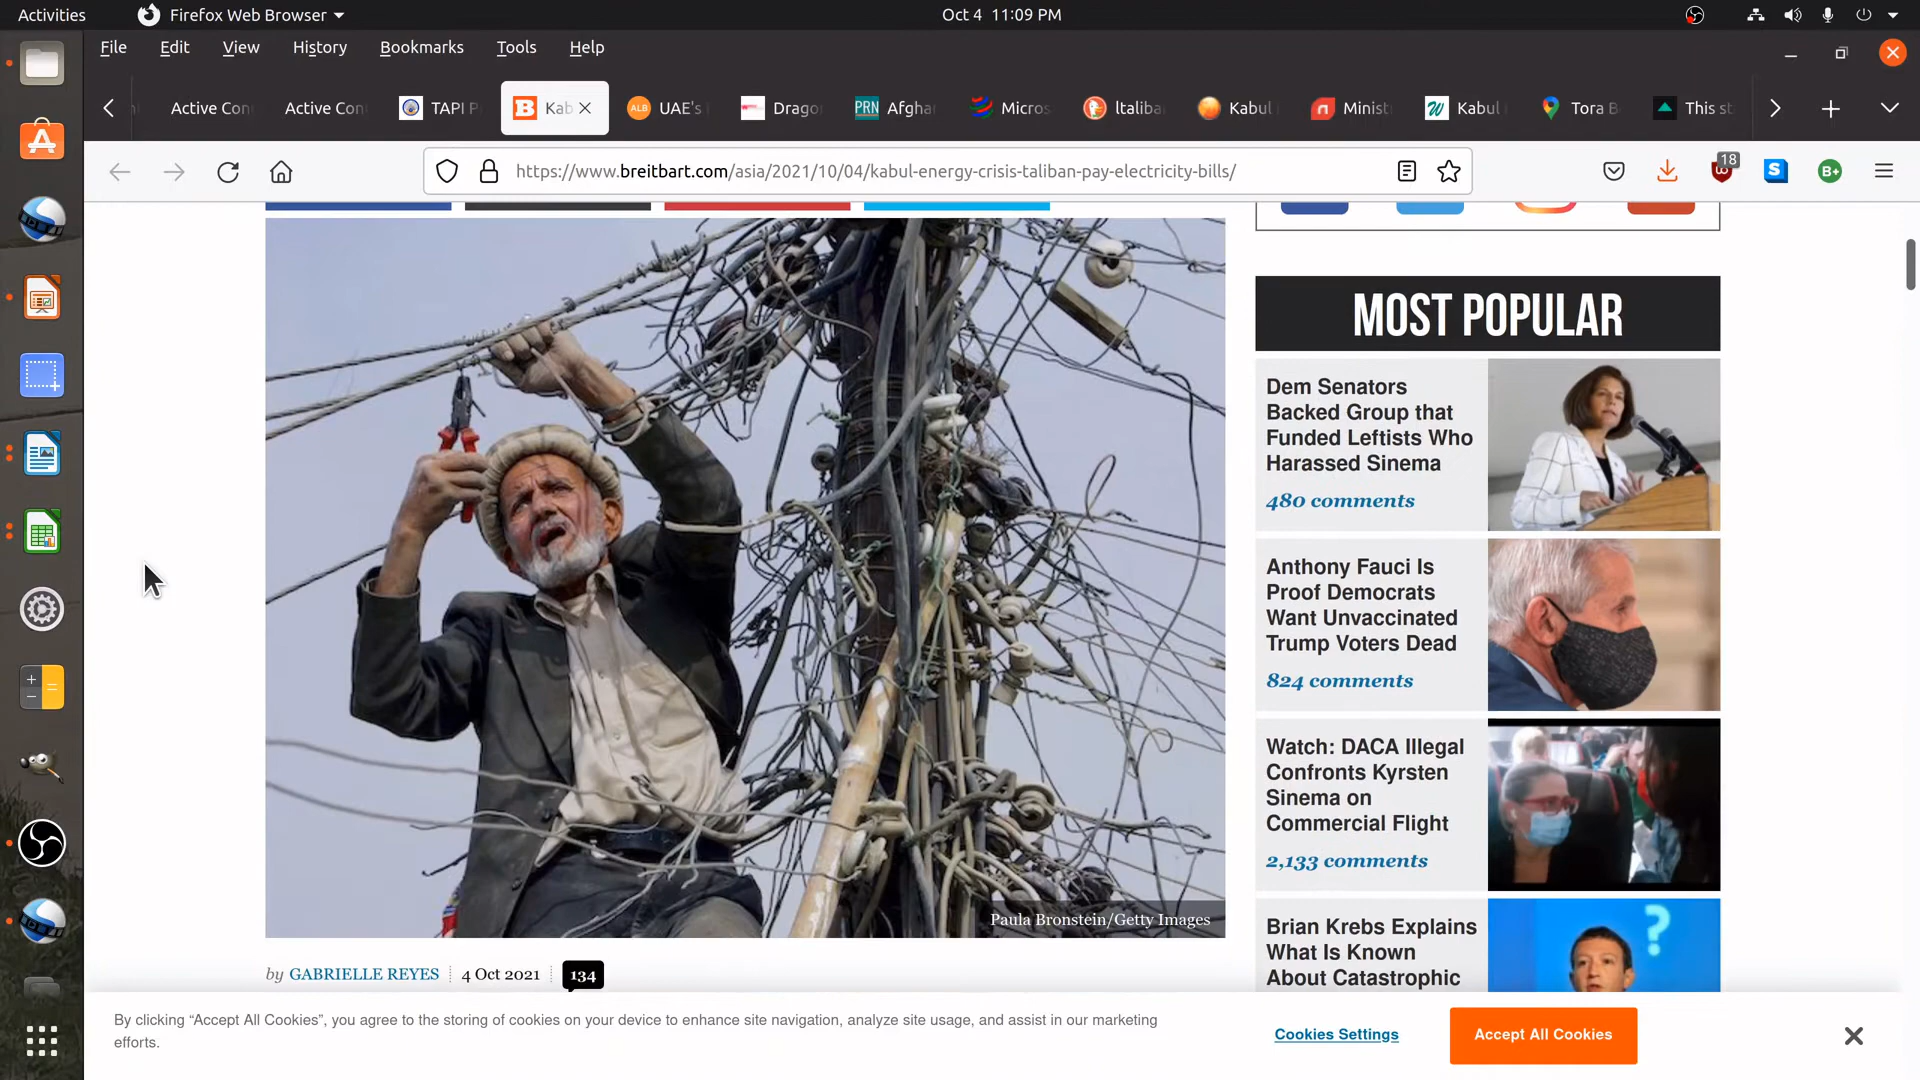 Activities
Firefox Web Browser
Oct 4 11:09 PM
File Edit View History Bookmarks Tools Help
Active Con
Active Con
TAPI P
Kab
UAE's
Drago
PRN Afghan
Micros
ltaliba
Kabul
Minist
Kabul
Tora B
This st
https://www.breitbart.com/asia/2021/10/04/kabul-energy-crisis-taliban-pay-electricity-bills/
18
B+
MOST POPULAR
Dem Senators
Backed Group that
Funded Leftists Who
Harassed Sinema
480 comments
Anthony Fauci Is
Proof Democrats
Want Unvaccinated
Trump Voters Dead
824 comments
Watch: DACA Illegal
Confronts Kyrsten
Sinema on
Commercial Flight
2,133 comments
Brian Krebs Explains
What Is Known
About Catastrophic
Paula Bronstein/Getty Images
by GABRIELLE REYES 4 Oct 2021 134
By clicking “Accept All Cookies”, you agree to the storing of cookies on your device to enhance site navigation, analyze site usage, and assist in our marketing
efforts.
Cookies Settings
Accept All Cookies